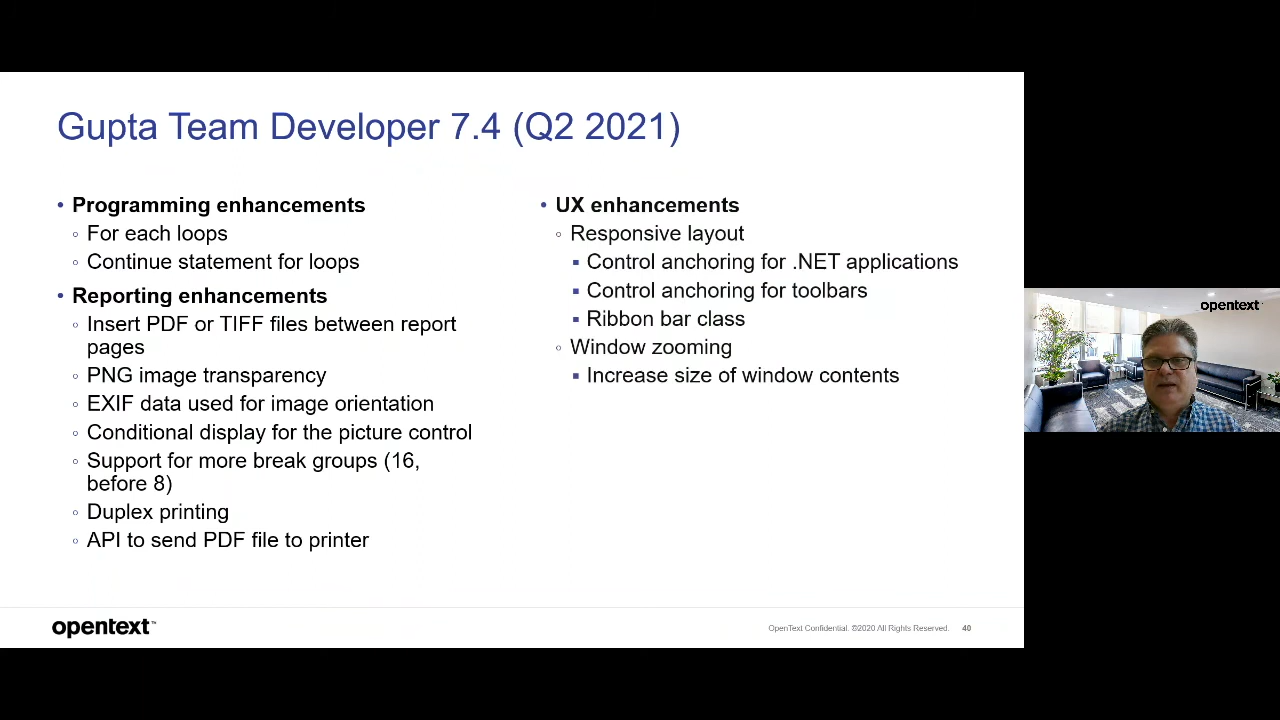 Gupta Team Developer 7.4 (Q2 2021)
• Programming enhancements
◦ For each loops
◦ Continue statement for loops
• Reporting enhancements
◦ Insert PDF or TIFF files between report
pages
◦ PNG image transparency
◦ EXIF data used for image orientation
◦ Conditional display for the picture control
◦ Support for more break groups (16,
before 8)
◦ Duplex printing
◦ API to send PDF file to printer
• UX enhancements
◦ Responsive layout
▪ Control anchoring for .NET applications
▪ Control anchoring for toolbars
▪ Ribbon bar class
◦ Window zooming
▪ Increase size of window contents
opentext™
OpenText Confidential. ©2020 All Rights Reserved. 40
opentext